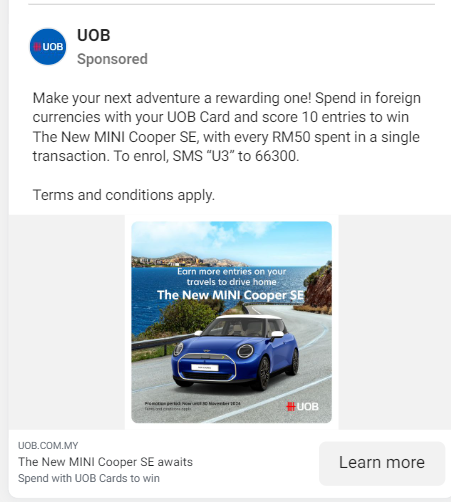 UOB
UOB
Sponsored
Make your next adventure a rewarding one! Spend in foreign
currencies with your UOB Card and score 10 entries to win
The New MINI Cooper SE, with every RM50 spent in a single
transaction. To enrol, SMS “U3” to 66300.
Terms and conditions apply.
Earn more entries on your
travels to drive home
The New MINI Cooper SE
Terms and conditions apply.
UOB
UOB.COM.MY
The New MINI Cooper SE awaits
Spend with UOB Cards to win
Learn more